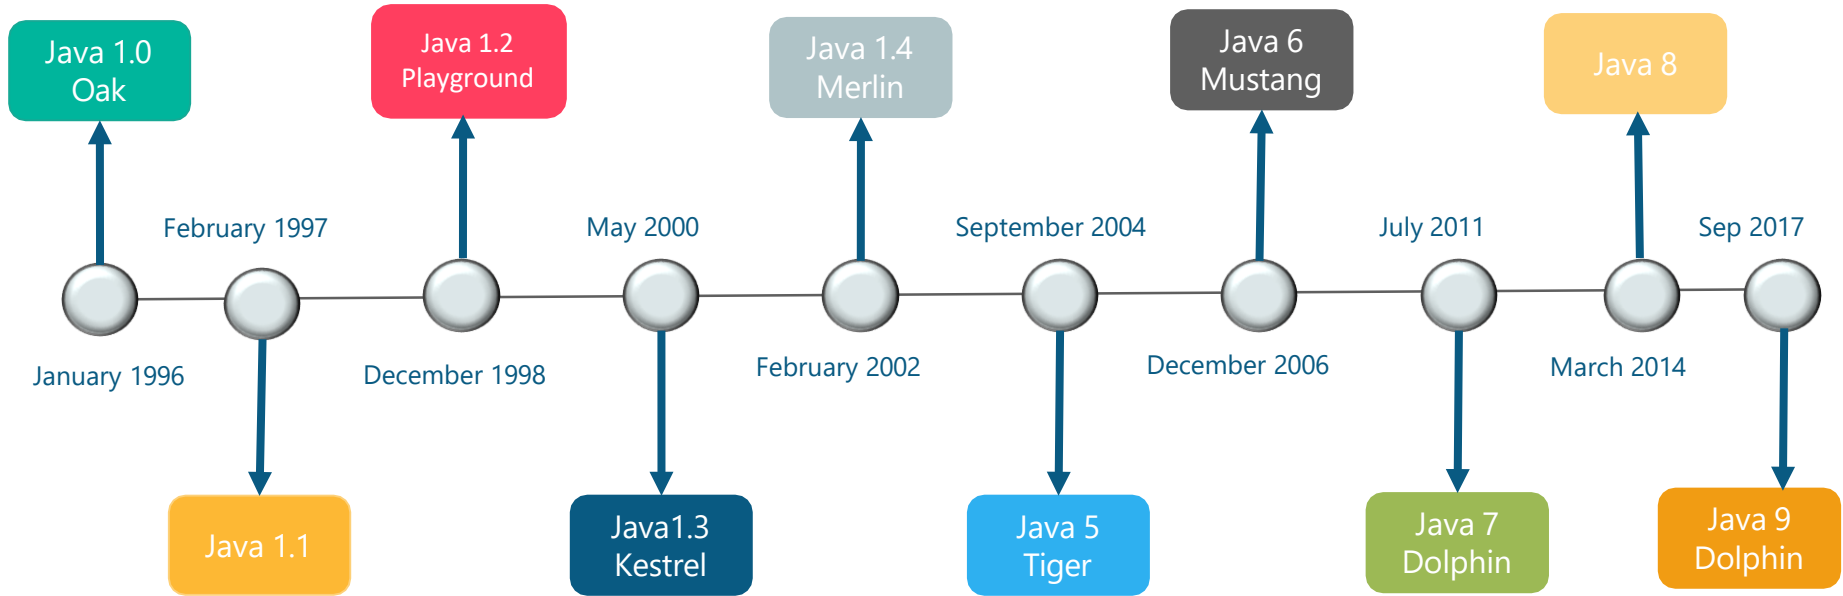 Java 1.0
Oak
Java 1.2
Playground
Java 1.4
Merlin
Java 6
Mustang
Java 8
February 1997
May 2000
September 2004
July 2011
Sep 2017
January 1996
December 1998
February 2002
December 2006
March 2014
Java 1.1
Java1.3
Kestrel
Java 5
Tiger
Java 7
Dolphin
Java 9
Dolphin